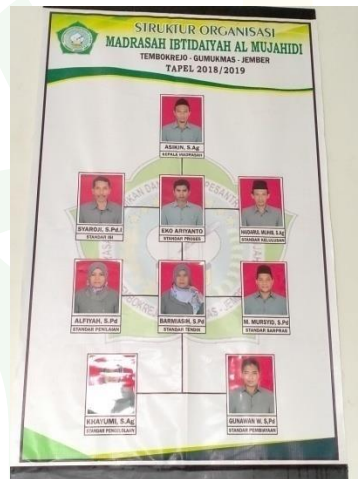 STRUKTUR ORGANISASI
MADRASAH IBTIDAIYAH AL MUJAHIDI
TEMBOKREJO - GUMUKMAS - JEMBER
TAPEL 2018/2019
ASIKIN, S.Ag
KEPALA MADRASAH
SYAROJI, S.Pd.I
STANDAR ISI
EKO ARIYANTO
STANDAR PROSES
STANDAR KELULUSAN
ALFIYAH, S.Pd
STANDAR PENILAIAN
BARMIASIH, S.Pd
STANDAR TENDIK
M. MURSYID, S.Pd
STANDAR SARPRAS
KHAYUMI, S.Ag
STANDAR PENGELOLAAN
GUNAWAN W, S.Pd
STANDAR PEMBIAYAAN